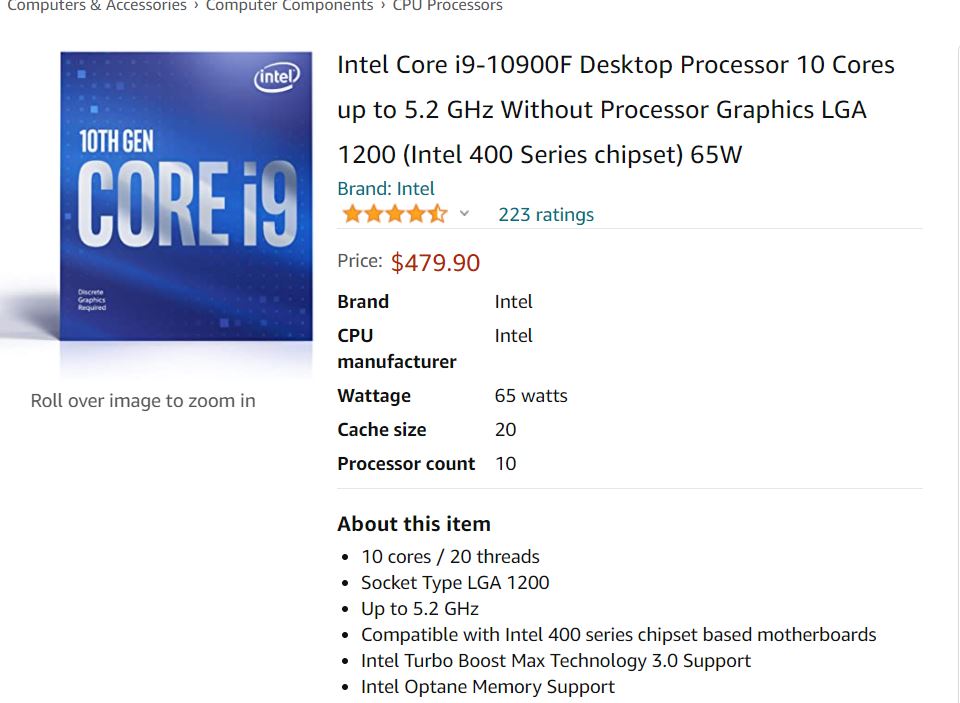 Computers & Accessories › Computer Components › CPU Processors
intel
10TH GEN
CORE i9
Discrete
Graphics
Required
Roll over image to zoom in
Intel Core i9-10900F Desktop Processor 10 Cores
up to 5.2 GHz Without Processor Graphics LGA
1200 (Intel 400 Series chipset) 65W
Brand: Intel
223 ratings
Price: $479.90
Brand Intel
CPU Intel
manufacturer
Wattage 65 watts
Cache size 20
Processor count 10
About this item
• 10 cores / 20 threads
• Socket Type LGA 1200
• Up to 5.2 GHz
• Compatible with Intel 400 series chipset based motherboards
• Intel Turbo Boost Max Technology 3.0 Support
• Intel Optane Memory Support